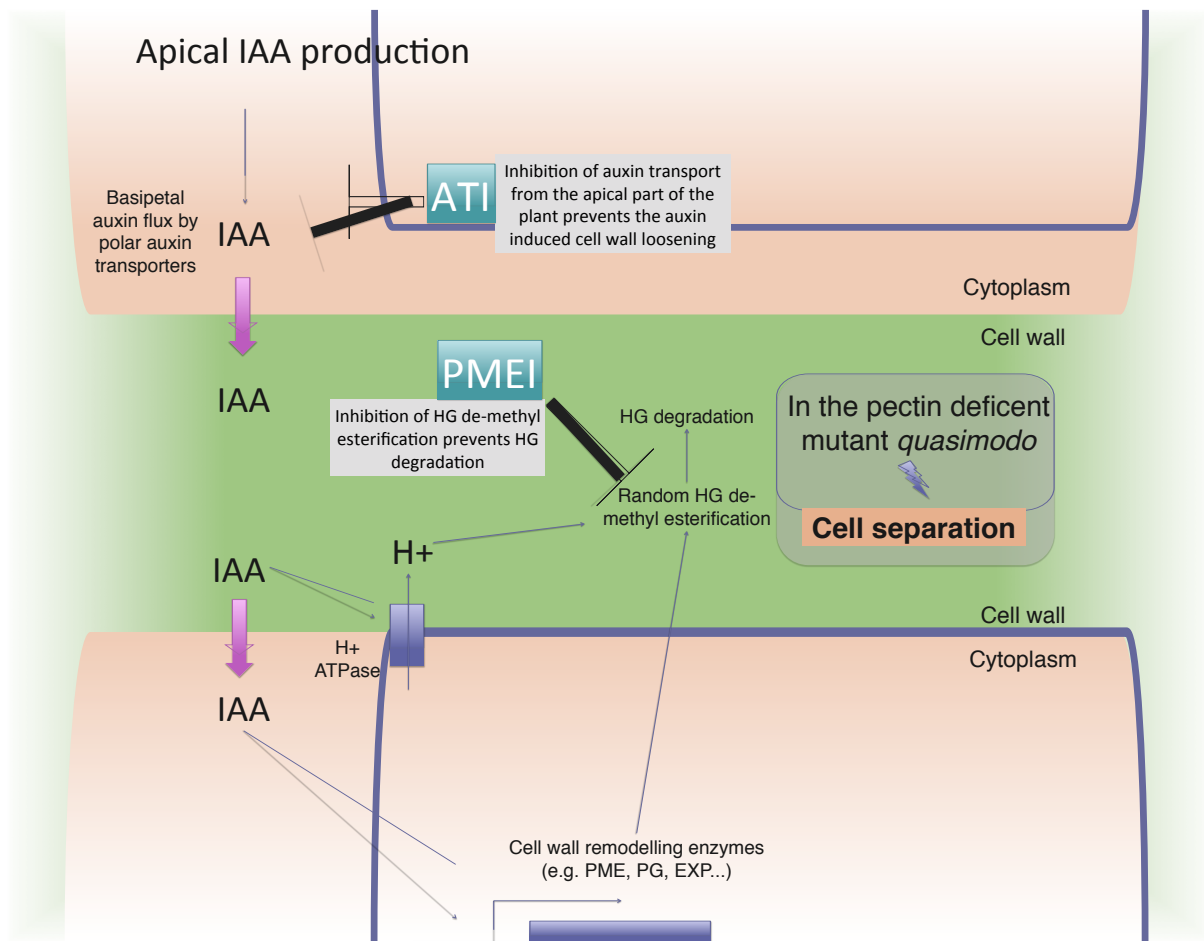 Apical IAA production
ATI
Inhibition of auxin transport
from the apical part of the
plant prevents the auxin
induced cell wall loosening
Basipetal
auxin flux by
polar auxin
transporters
IAA
Cytoplasm
Cell wall
IAA
PMEI
Inhibition of HG de-methyl
esterification prevents HG
degradation
HG degradation
Random HG de-
methyl esterification
In the pectin deficent
mutant quasimodo
Cell separation
H+
IAA
H+
ATPase
Cell wall
Cytoplasm
IAA
Cell wall remodelling enzymes
(e.g. PME, PG, EXP...)